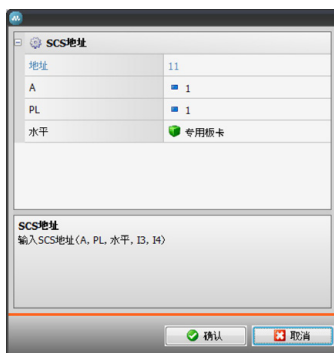 SCS地址
地址 11
A 1
PL 1
水平 专用板卡
SCS地址
输入SCS地址(A, PL, 水平, I3, I4)
确认 取消